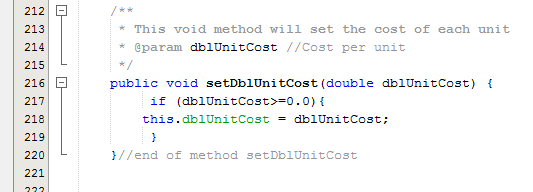 212 /**
213 * This void method will set the cost of each unit
214 * @param dblUnitCost //Cost per unit
215 */
216 public void setDblUnitCost(double dblUnitCost) {
217 if (dblUnitCost>=0.0){
218 this.dblUnitCost = dblUnitCost;
219 }
220 }//end of method setDblUnitCost
221
222